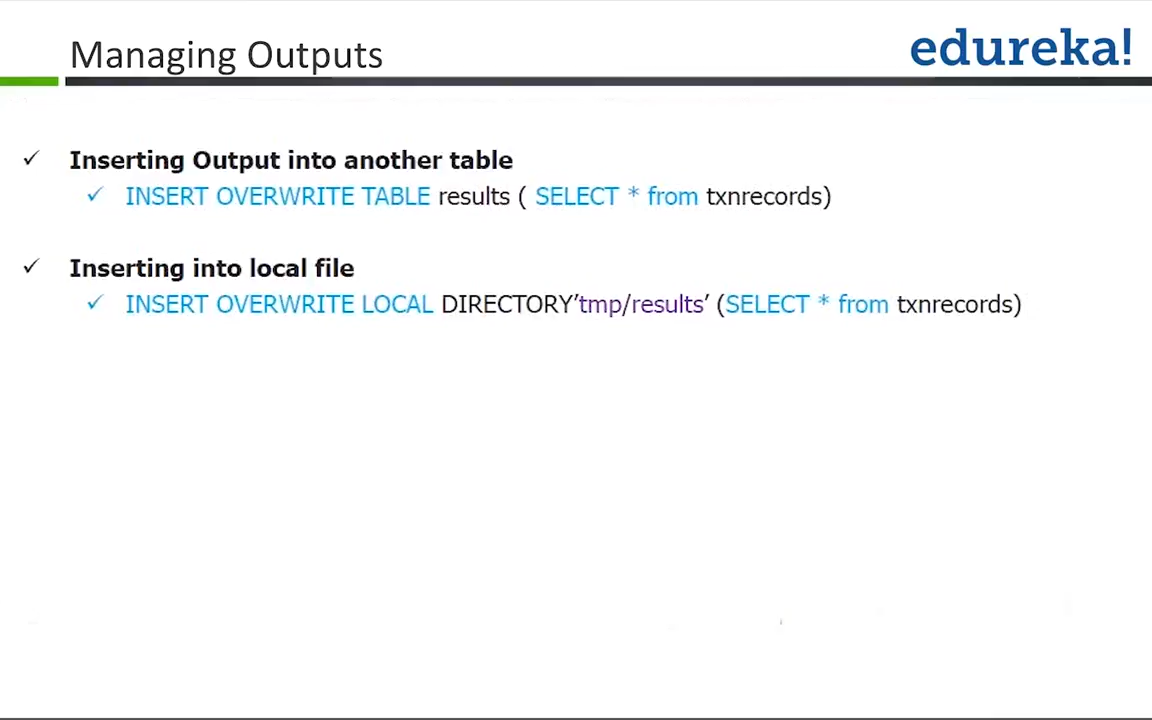 Managing Outputs
edureka!
Inserting Output into another table
INSERT OVERWRITE TABLE results ( SELECT * from txnrecords)
Inserting into local file
INSERT OVERWRITE LOCAL DIRECTORY’tmp/results’ (SELECT * from txnrecords)